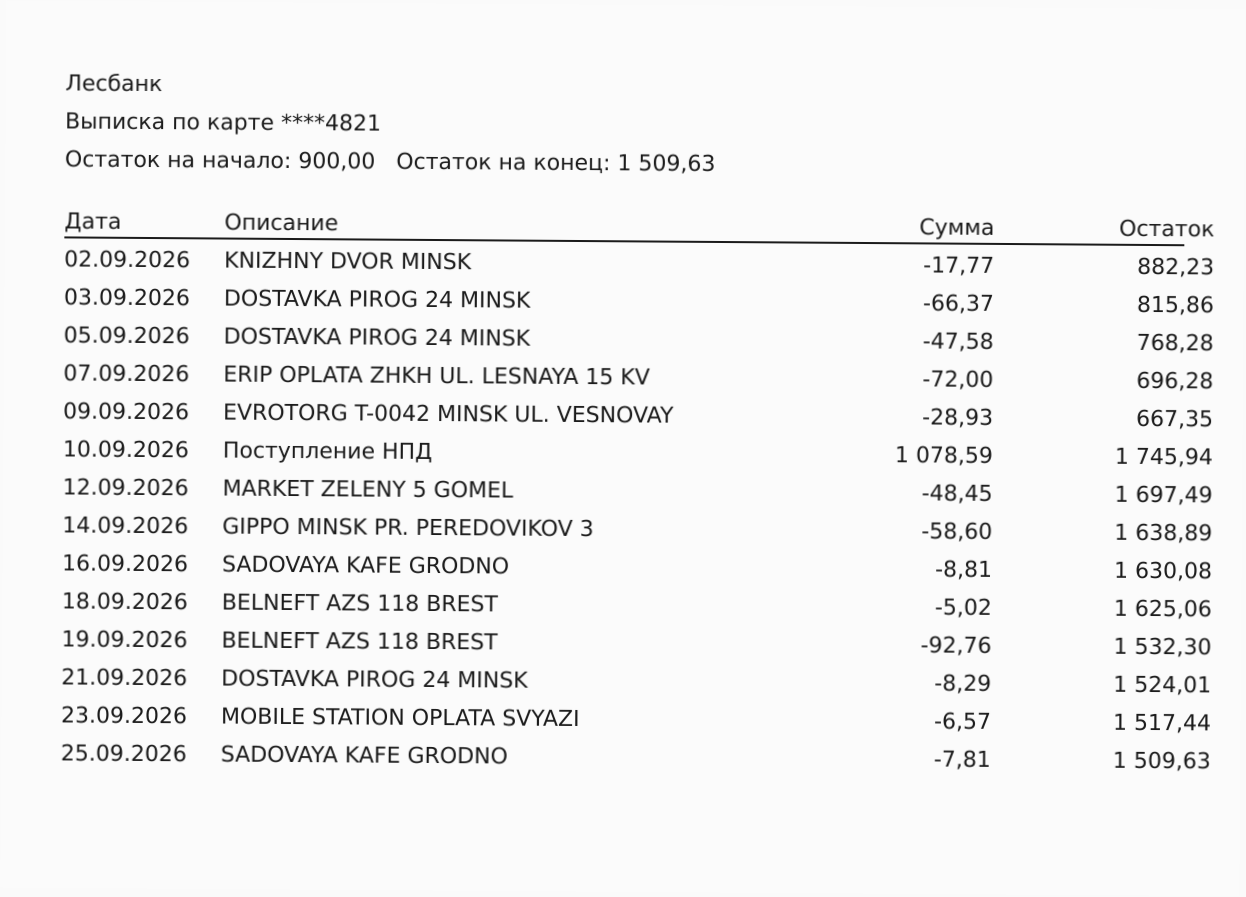 Лесбанк
Выписка по карте ****4821
Остаток на начало: 900,00 Остаток на конец: 1 509,63
Дата Описание Сумма Остаток
02.09.2026 KNIZHNY DVOR MINSK -17,77 882,23
03.09.2026 DOSTAVKA PIROG 24 MINSK -66,37 815,86
05.09.2026 DOSTAVKA PIROG 24 MINSK -47,58 768,28
07.09.2026 ERIP OPLATA ZHKH UL. LESNAYA 15 KV -72,00 696,28
09.09.2026 EVROTORG T-0042 MINSK UL. VESNOVAY -28,93 667,35
10.09.2026 Поступление НПД 1 078,59 1 745,94
12.09.2026 MARKET ZELENY 5 GOMEL -48,45 1 697,49
14.09.2026 GIPPO MINSK PR. PEREDOVIKOV 3 -58,60 1 638,89
16.09.2026 SADOVAYA KAFE GRODNO -8,81 1 630,08
18.09.2026 BELNEFT AZS 118 BREST -5,02 1 625,06
19.09.2026 BELNEFT AZS 118 BREST -92,76 1 532,30
21.09.2026 DOSTAVKA PIROG 24 MINSK -8,29 1 524,01
23.09.2026 MOBILE STATION OPLATA SVYAZI -6,57 1 517,44
25.09.2026 SADOVAYA KAFE GRODNO -7,81 1 509,63